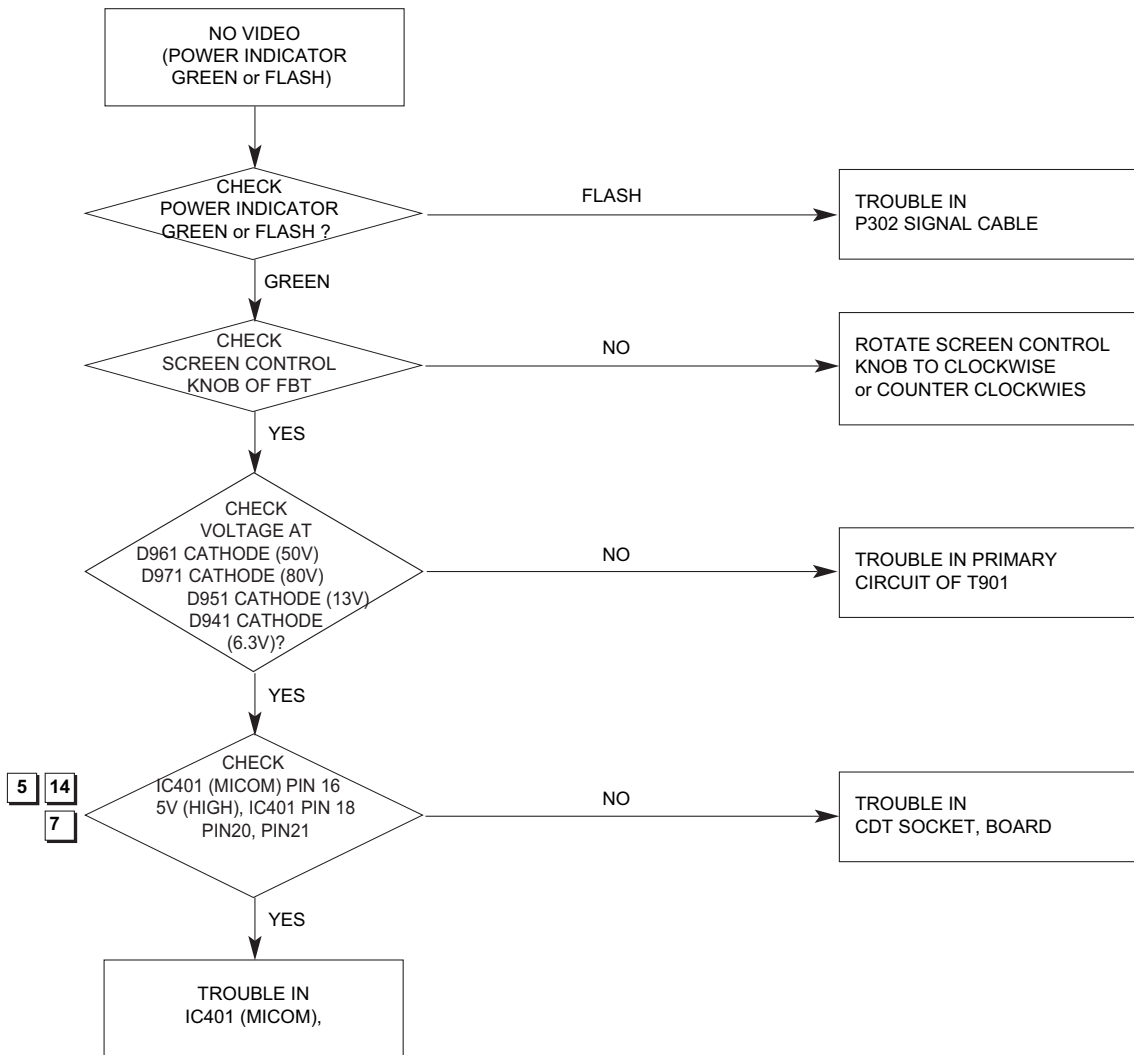 NO VIDEO
(POWER INDICATOR
GREEN or FLASH)
CHECK
POWER INDICATOR
GREEN or FLASH ?
FLASH
TROUBLE IN
P302 SIGNAL CABLE
GREEN
CHECK
SCREEN CONTROL
KNOB OF FBT
NO
ROTATE SCREEN CONTROL
KNOB TO CLOCKWISE
or COUNTER CLOCKWIES
YES
CHECK
VOLTAGE AT
D961 CATHODE (50V)
D971 CATHODE (80V)
D951 CATHODE (13V)
D941 CATHODE
(6.3V)?
NO
TROUBLE IN PRIMARY
CIRCUIT OF T901
YES
5 14
7
CHECK
IC401 (MICOM) PIN 16
5V (HIGH), IC401 PIN 18
PIN20, PIN21
NO
TROUBLE IN
CDT SOCKET, BOARD
YES
TROUBLE IN
IC401 (MICOM),